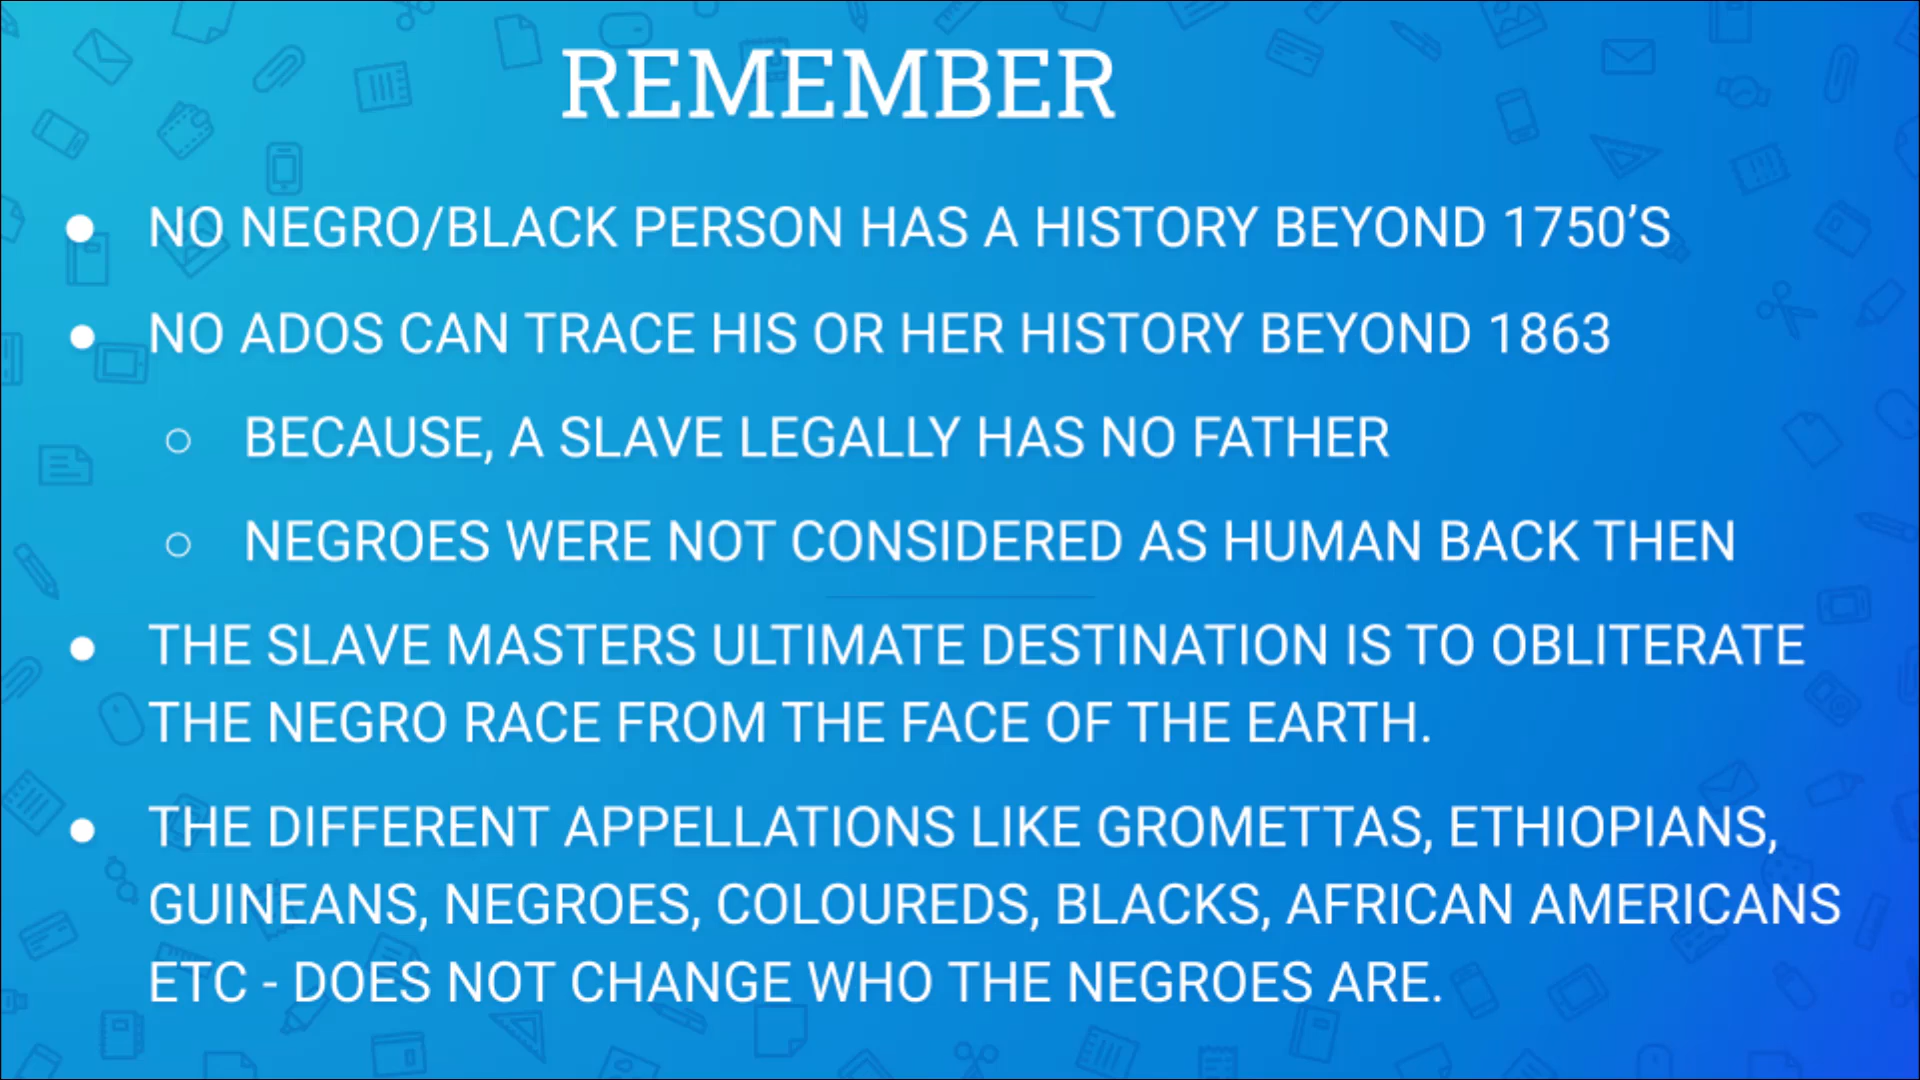 REMEMBER
● NO NEGRO/BLACK PERSON HAS A HISTORY BEYOND 1750’S
● NO ADOS CAN TRACE HIS OR HER HISTORY BEYOND 1863
○ BECAUSE, A SLAVE LEGALLY HAS NO FATHER
○ NEGROES WERE NOT CONSIDERED AS HUMAN BACK THEN
● THE SLAVE MASTERS ULTIMATE DESTINATION IS TO OBLITERATE
THE NEGRO RACE FROM THE FACE OF THE EARTH.
● THE DIFFERENT APPELLATIONS LIKE GROMETTAS, ETHIOPIANS,
GUINEANS, NEGROES, COLOUREDS, BLACKS, AFRICAN AMERICANS
ETC - DOES NOT CHANGE WHO THE NEGROES ARE.